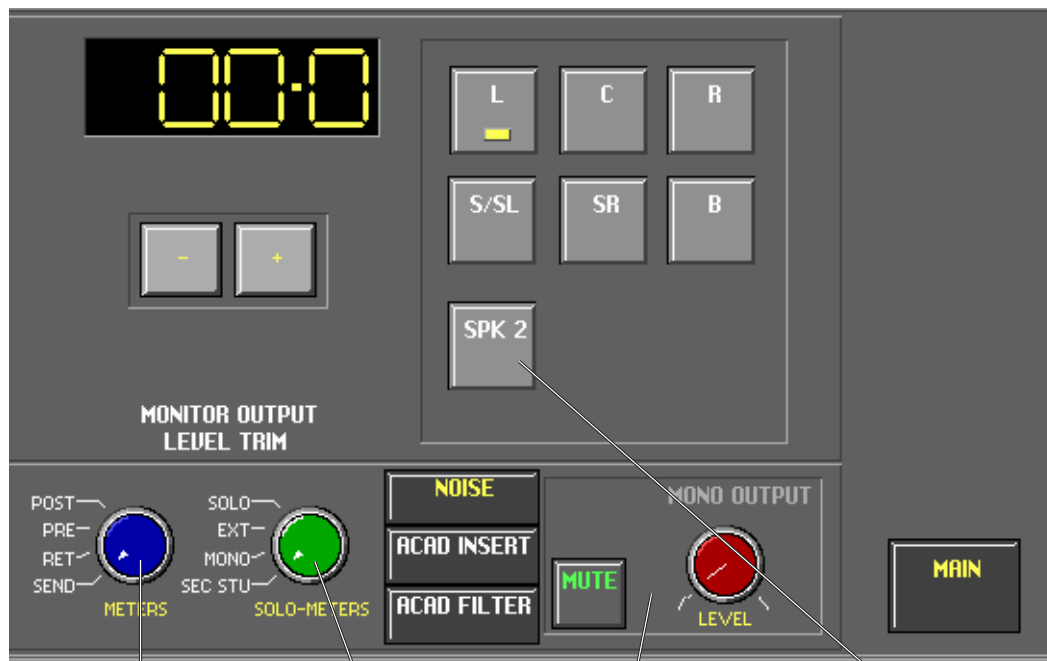 00.0
L
C
R
S/SL
SR
B
- +
SPK 2
MONITOR OUTPUT
LEVEL TRIM
POST
PRE
RET
SEND
METERS
SOLO
EXT
MONO
SEC STU
SOLO-METERS
NOISE
ACAD INSERT
ACAD FILTER
MONO OUTPUT
MUTE
LEVEL
MAIN